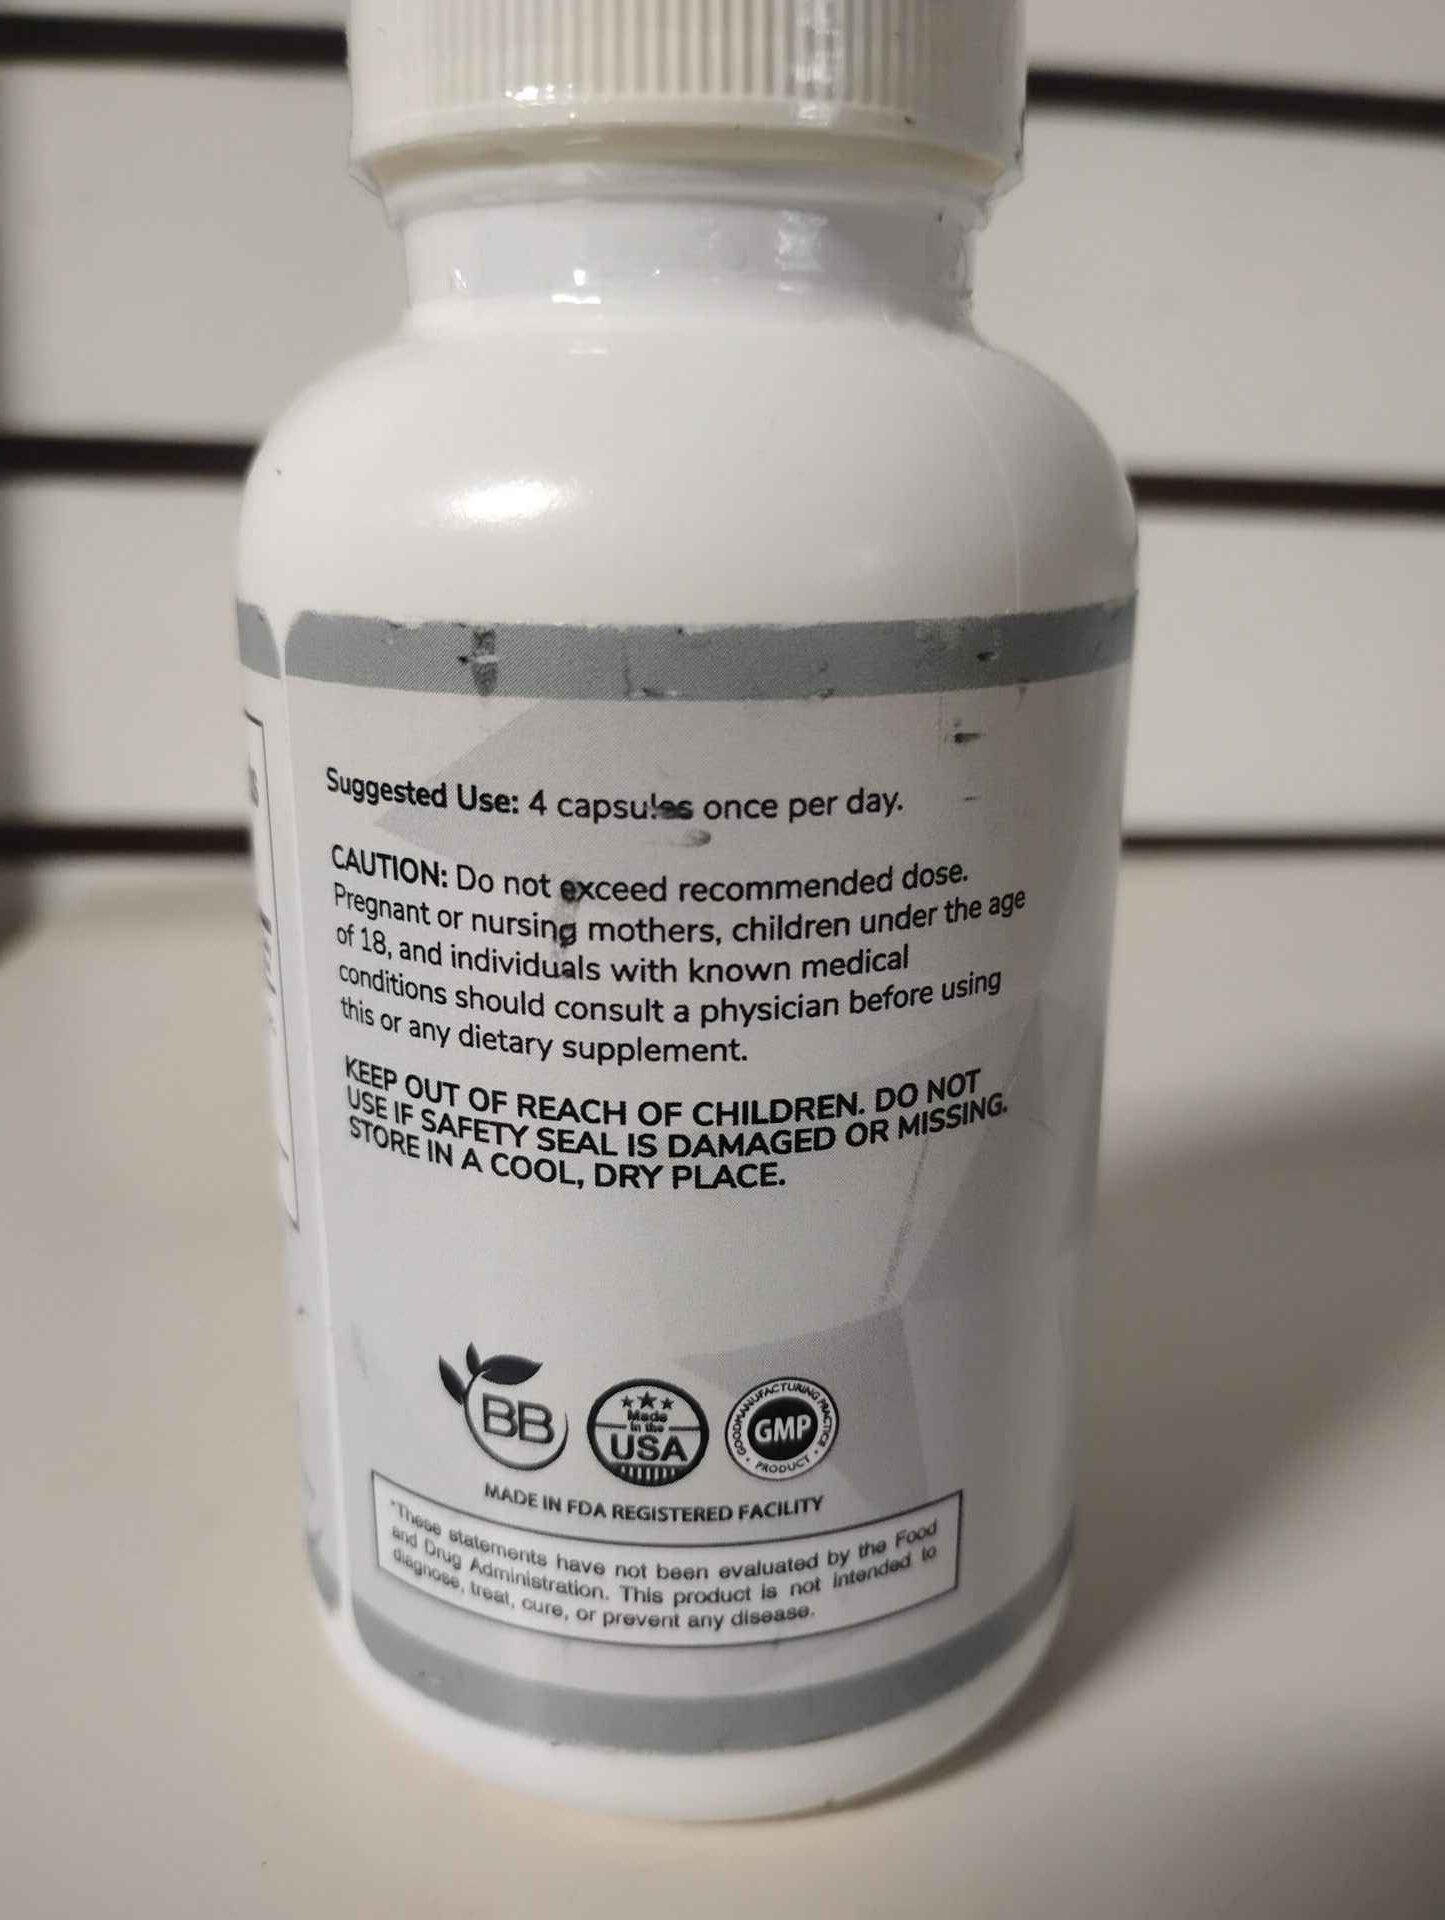 Suggested Use: 4 capsules once per day.
CAUTION: Do not exceed recommended dose.
Pregnant or nursing mothers, children under the age
of 18, and individuals with known medical
conditions should consult a physician before using
this or any dietary supplement.
KEEP OUT OF REACH OF CHILDREN. DO NOT
USE IF SAFETY SEAL IS DAMAGED OR MISSING.
STORE IN A COOL, DRY PLACE.
BB
Made
in the
USA
GOOD MANUFACTURING PRACTICE
GMP
PRODUCT
MADE IN FDA REGISTERED FACILITY
*These statements have not been evaluated by the Food
and Drug Administration. This product is not intended to
diagnose, treat, cure, or prevent any disease.